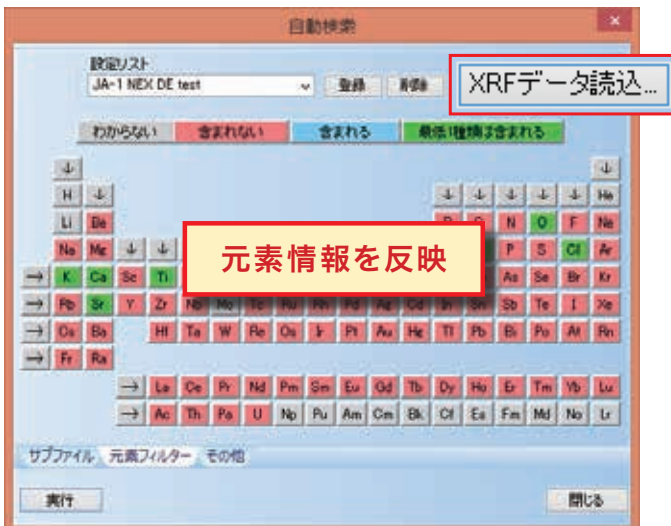 自動検索
設定リスト
JA-1 NEX DE test 登録 削除 XRFデータ読込...
わからない 含まれない 含まれる 最低1種類は含まれる
↓ ↓
H ↓ ↓ ↓ ↓ ↓ ↓ He
Li Be N O F Ne
Na Mg ↓ ↓ P S Cl Ar
元素情報を反映
→ K Ca Sc Ti As Se Br Kr
→ Rb Sr Y Zr Nb Mo Tc Ru Rh Pd Ag Cd In Sn Sb Te I Xe
→ Cs Ba Hf Ta W Re Os Ir Pt Au Hg Tl Pb Bi Po At Rn
→ Fr Ra
→ La Ce Pr Nd Pm Sm Eu Gd Tb Dy Ho Er Tm Yb Lu
→ Ac Th Pa U Np Pu Am Cm Bk Cf Es Fm Md No Lr
サブファイル 元素フィルター その他
実行 閉じる